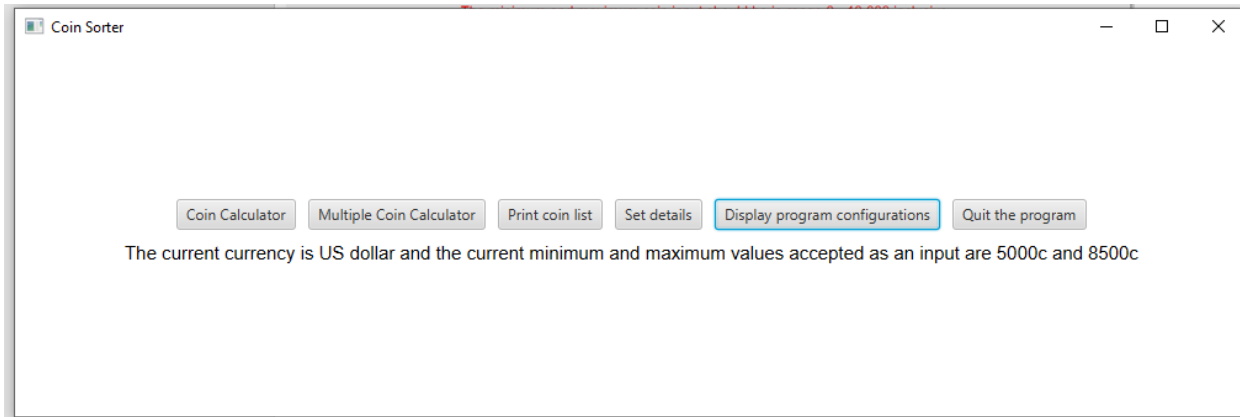 Coin Sorter
Coin Calculator Multiple Coin Calculator Print coin list Set details Display program configurations Quit the program
The current currency is US dollar and the current minimum and maximum values accepted as an input are 5000c and 8500c